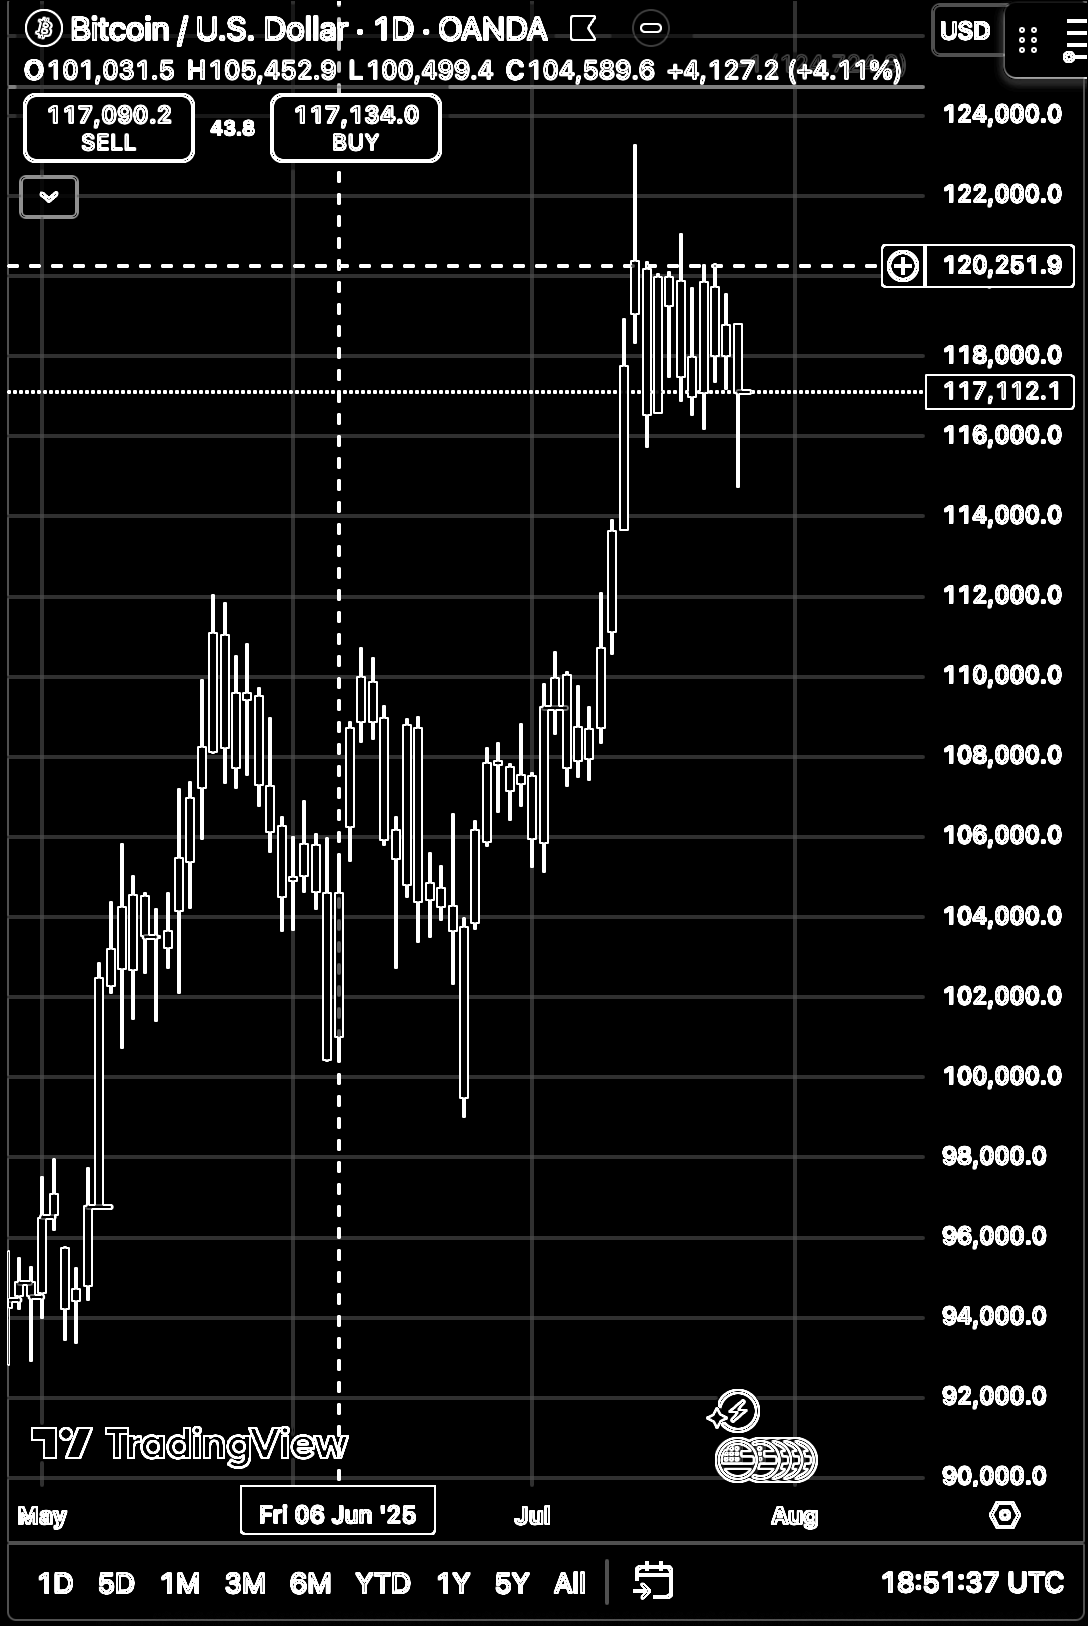 Bitcoin / U.S. Dollar · 1D · OANDA
USD
O101,031.5 H105,452.9 L100,499.4 C104,589.6 +4,127.2 (+4.11%)
117,090.2
SELL
43.8
117,134.0
BUY
124,000.0
122,000.0
120,251.9
118,000.0
117,112.1
116,000.0
114,000.0
112,000.0
110,000.0
108,000.0
106,000.0
104,000.0
102,000.0
100,000.0
98,000.0
96,000.0
94,000.0
92,000.0
90,000.0
TradingView
May
Fri 06 Jun '25
Jul
Aug
1D 5D 1M 3M 6M YTD 1Y 5Y All
18:51:37 UTC